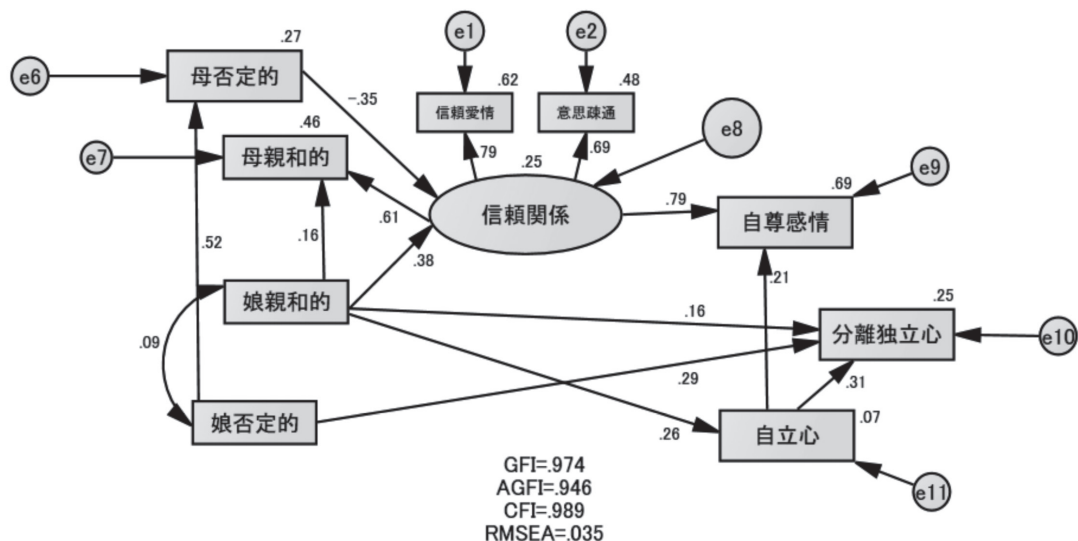 e1
e2
.27
e6
母否定的
.62
.48
-.35
信頼愛情
意思疎通
e8
.46
e7
母親和的
.79
.69
.25
e9
.69
.61
信頼関係
.79
自尊感情
.16
.52
.38
.21
娘親和的
.16
.25
分離独立心
e10
.09
.29
.31
娘否定的
.26
自立心
.07
GFI=.974
AGFI=.946
CFI=.989
RMSEA=.035
e11